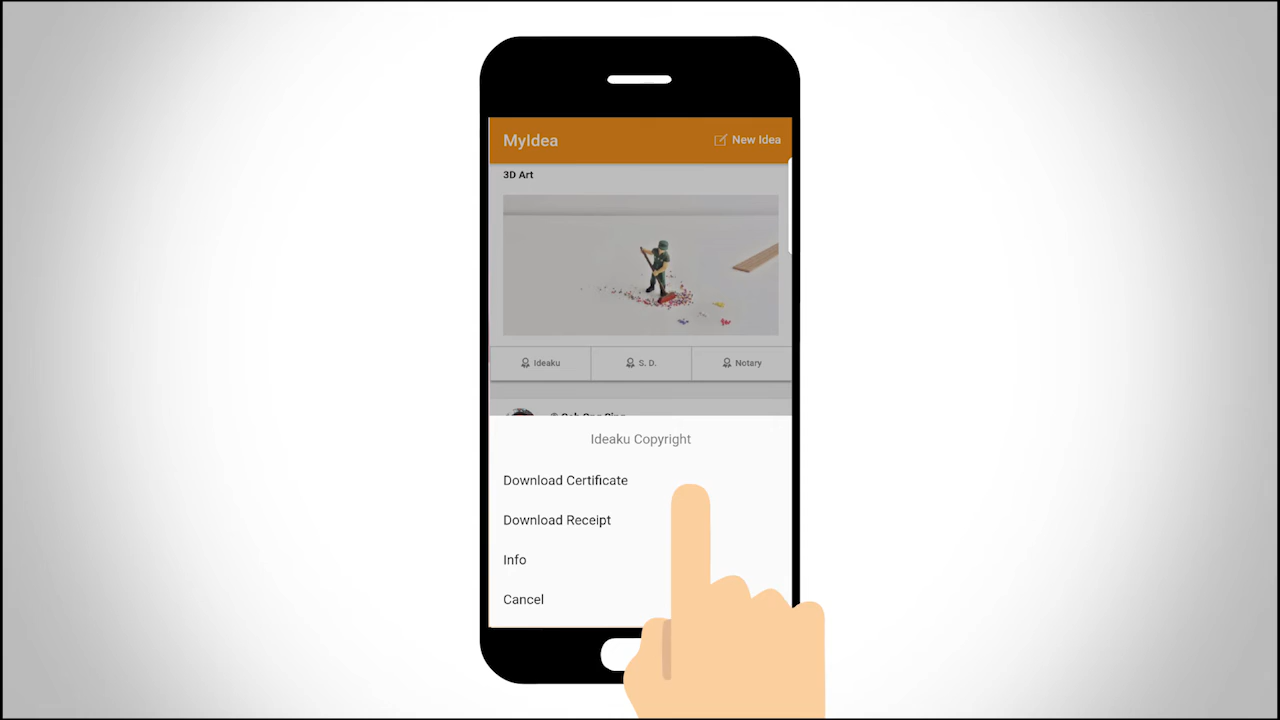 MyIdea
New Idea
3D Art
Ideaku
S. D.
Notary
Ideaku Copyright
Download Certificate
Download Receipt
Info
Cancel